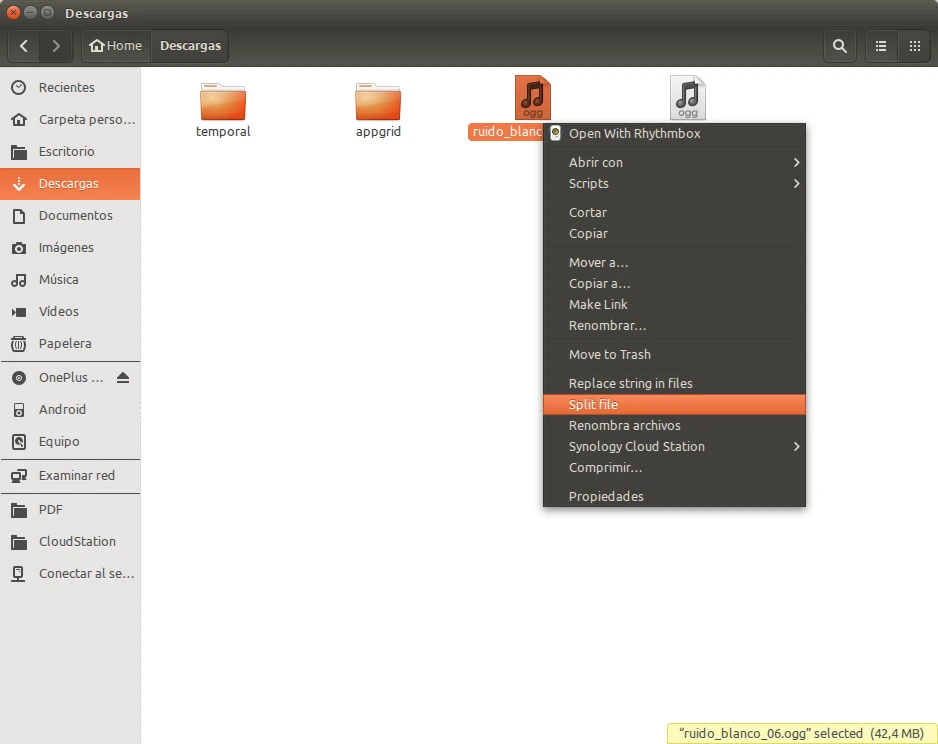 Descargas
Home
Descargas
Recientes
Carpeta perso...
Escritorio
Descargas
Documentos
Imágenes
Música
Vídeos
Papelera
OnePlus ...
Android
Equipo
Examinar red
PDF
CloudStation
Conectar al se...
temporal
appgrid
ogg
ruido_blanc
ogg
Open With Rhythmbox
Abrir con
Scripts
Cortar
Copiar
Mover a...
Copiar a...
Make Link
Renombrar...
Move to Trash
Replace string in files
Split file
Renombra archivos
Synology Cloud Station
Comprimir...
Propiedades
“ruido_blanco_06.ogg” selected (42,4 MB)